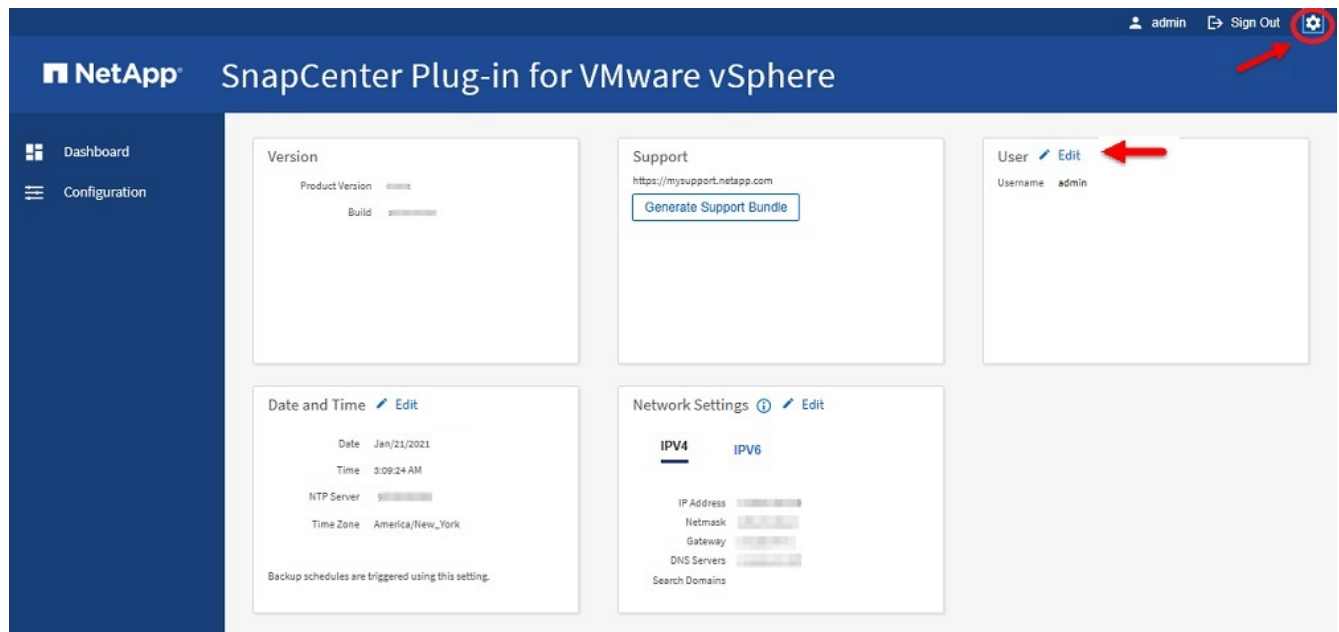 admin Sign Out
NetApp® SnapCenter Plug-in for VMware vSphere
Dashboard
Configuration
Version
Product Version
Build
Support
https://mysupport.netapp.com
Generate Support Bundle
User Edit
Username admin
Date and Time Edit
Date Jan/21/2021
Time 3:09:24 AM
NTP Server
Time Zone America/New_York
Backup schedules are triggered using this setting.
Network Settings Edit
IPV4 IPV6
IP Address
Netmask
Gateway
DNS Servers
Search Domains